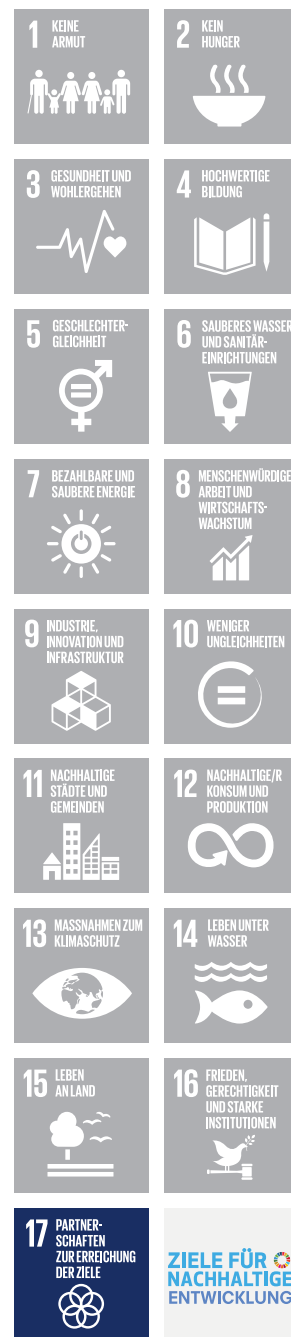 1 KEINE
ARMUT
2 KEIN
HUNGER
3 GESUNDHEIT UND
WOHLERGEHEN
4 HOCHWERTIGE
BILDUNG
5 GESCHLECHTER-
GLEICHHEIT
6 SAUBERES WASSER
UND SANITÄR-
EINRICHTUNGEN
7 BEZAHLBARE UND
SAUBERE ENERGIE
8 MENSCHENWÜRDIGE
ARBEIT UND
WIRTSCHAFTS-
WACHSTUM
9 INDUSTRIE,
INNOVATION UND
INFRASTRUKTUR
10 WENIGER
UNGLEICHHEITEN
11 NACHHALTIGE
STÄDTE UND
GEMEINDEN
12 NACHHALTIGE/R
KONSUM UND
PRODUKTION
13 MASSNAHMEN ZUM
KLIMASCHUTZ
14 LEBEN UNTER
WASSER
15 LEBEN
AN LAND
16 FRIEDEN,
GERECHTIGKEIT
UND STARKE
INSTITUTIONEN
17 PARTNER-
SCHAFTEN
ZUR ERREICHUNG
DER ZIELE
ZIELE FÜR
NACHHALTIGE
ENTWICKLUNG